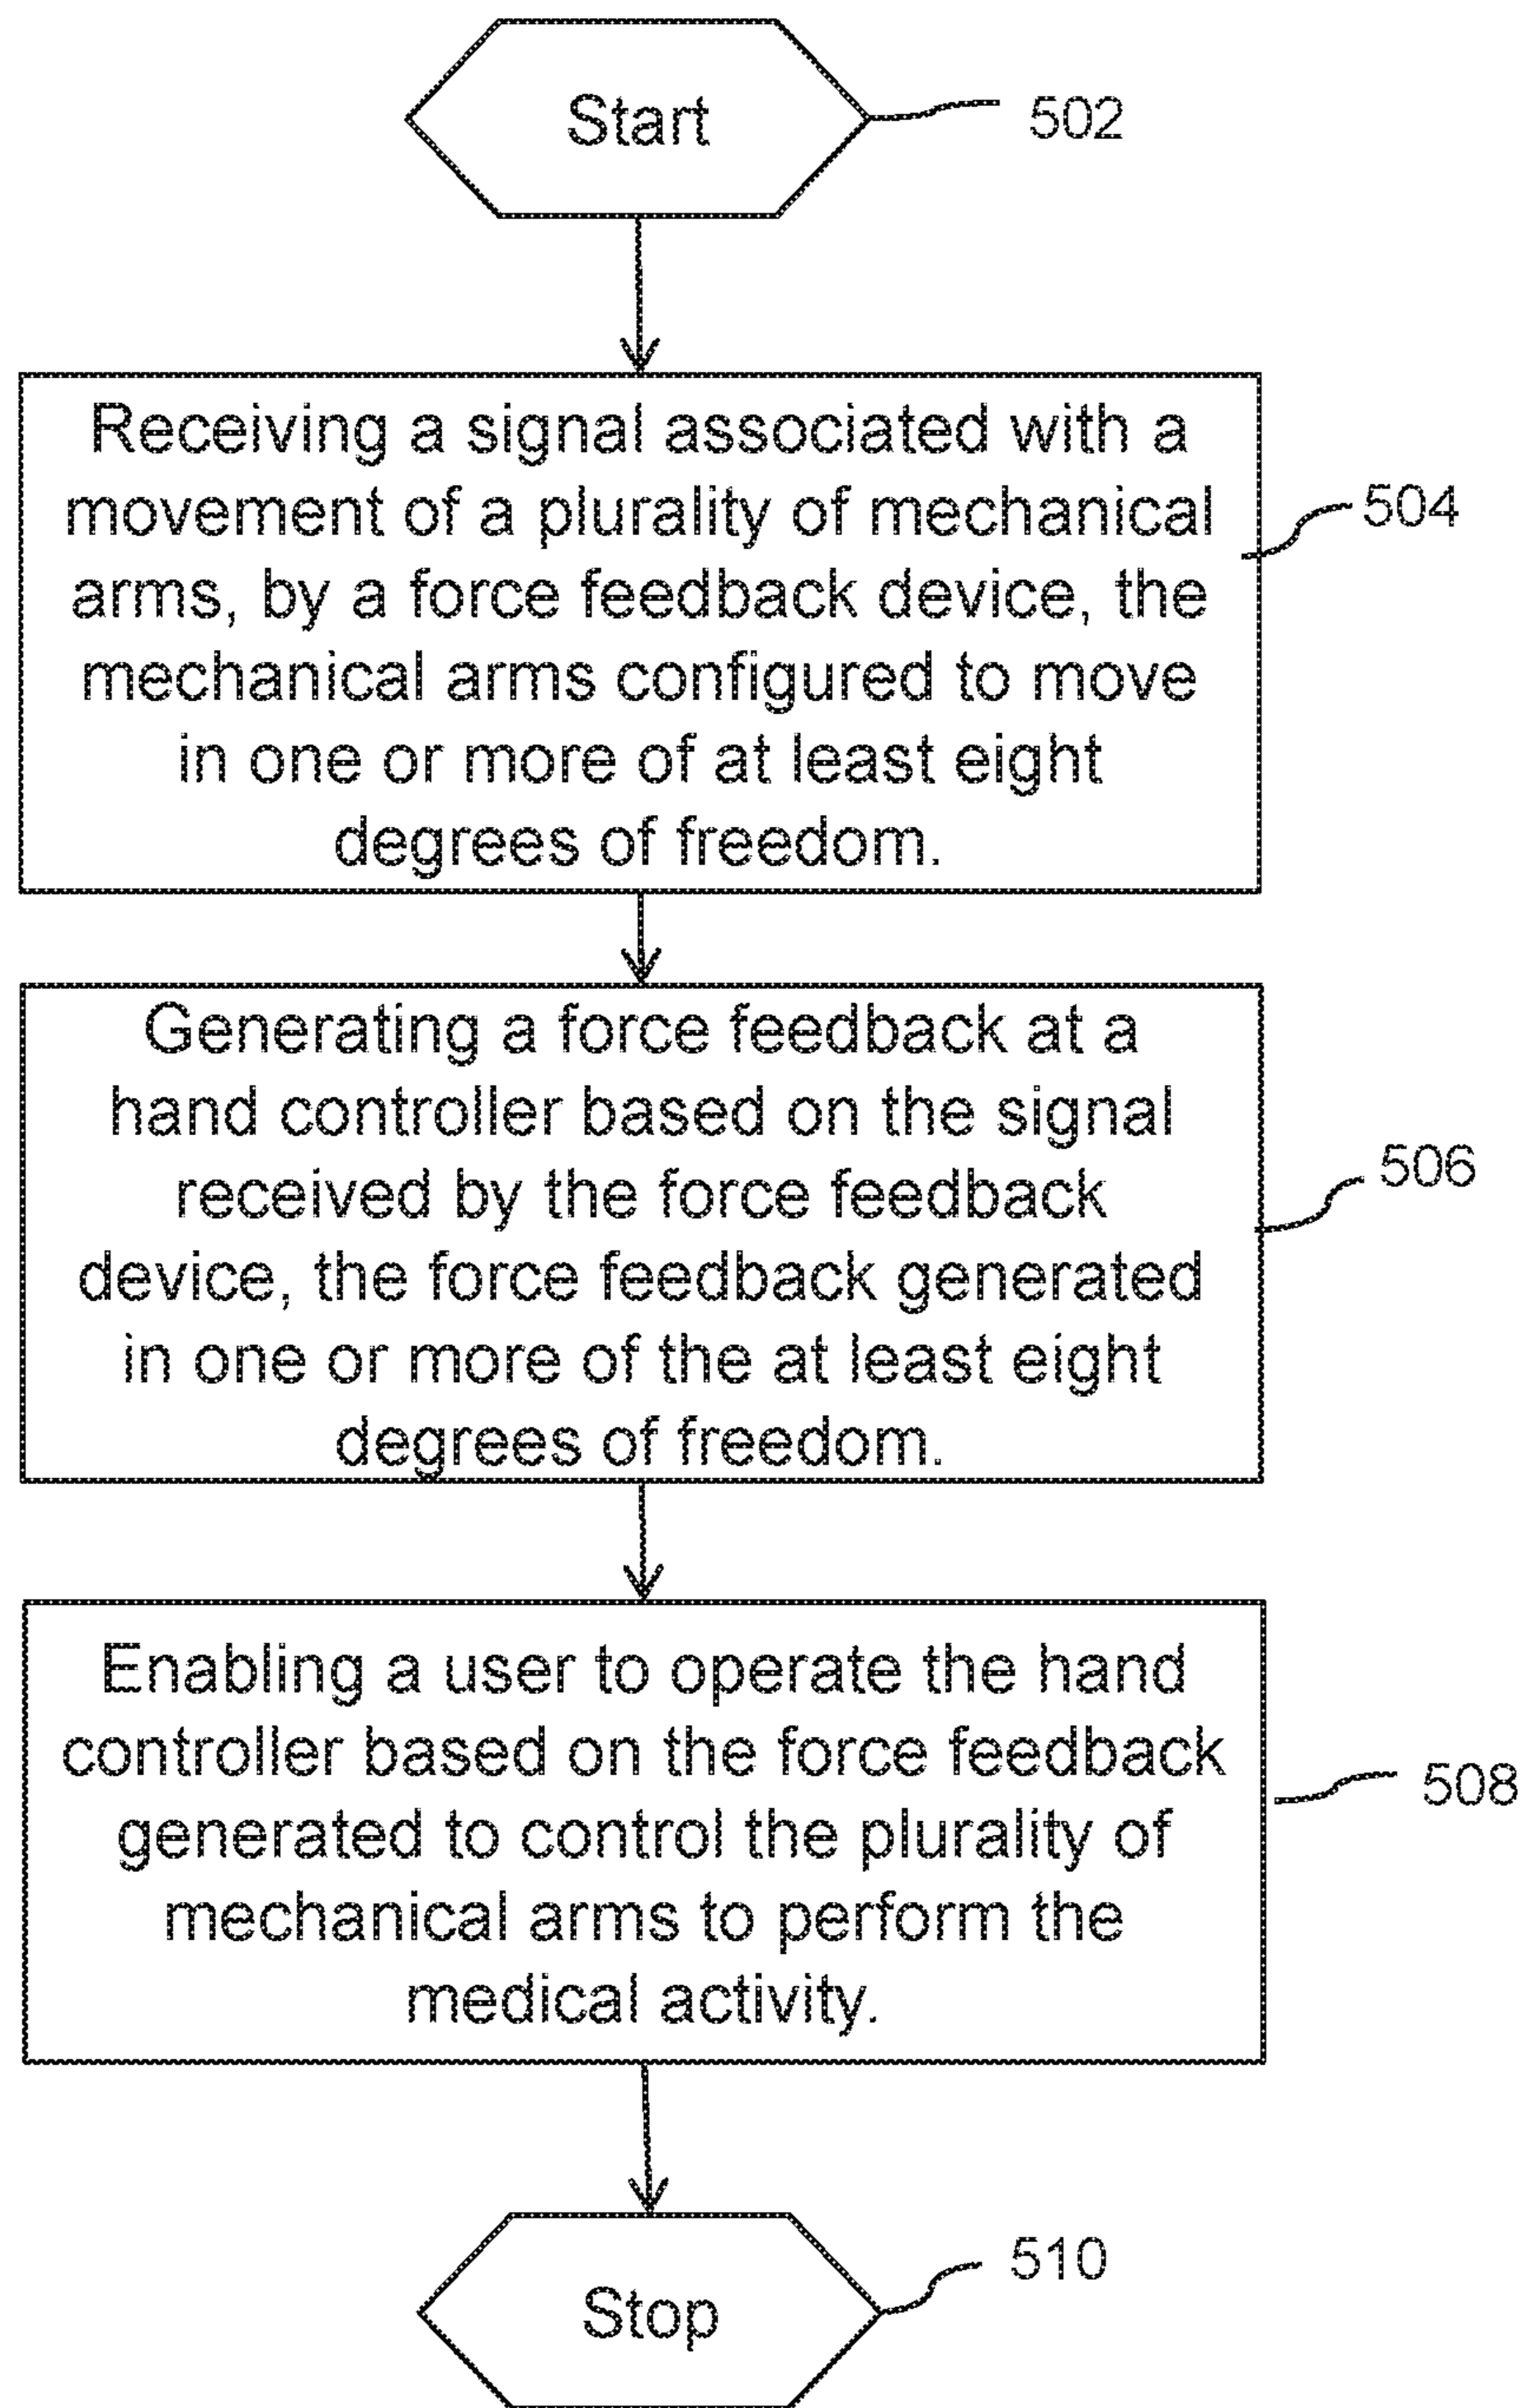 Start
502
Receiving a signal associated with a
movement of a plurality of mechanical
arms, by a force feedback device, the
mechanical arms configured to move
in one or more of at least eight
degrees of freedom.
504
Generating a force feedback at a
hand controller based on the signal
received by the force feedback
device, the force feedback generated
in one or more of the at least eight
degrees of freedom.
506
Enabling a user to operate the hand
controller based on the force feedback
generated to control the plurality of
mechanical arms to perform the
medical activity.
508
Stop
510